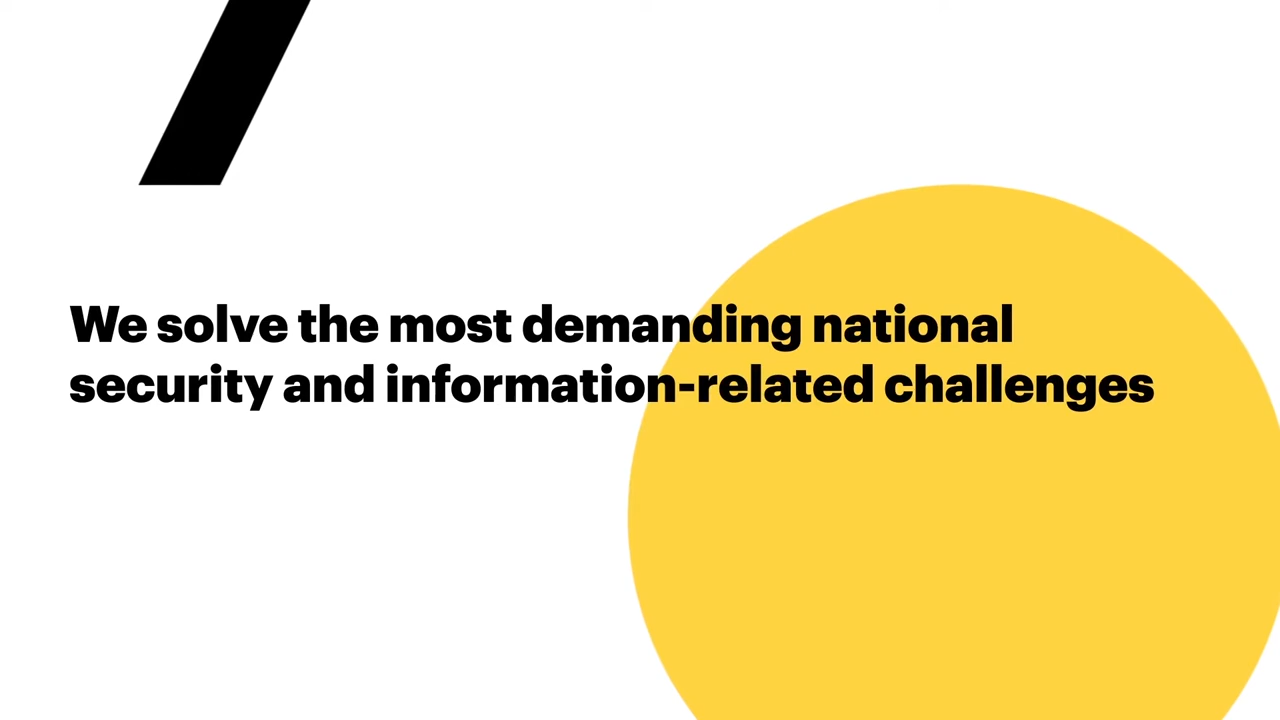 We solve the most demanding national
security and information-related challenges